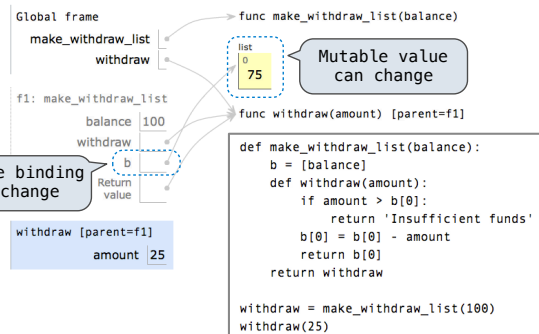 Global frame
func make_withdraw_list(balance)
make_withdraw_list
withdraw
list
0
75
Mutable value
can change
f1: make_withdraw_list
func withdraw(amount) [parent=f1]
balance 100
withdraw
b
binding
change
Return
value
withdraw [parent=f1]
amount 25
def make_withdraw_list(balance):
    b = [balance]
    def withdraw(amount):
        if amount > b[0]:
            return 'Insufficient funds'
        b[0] = b[0] - amount
        return b[0]
    return withdraw
withdraw = make_withdraw_list(100)
withdraw(25)